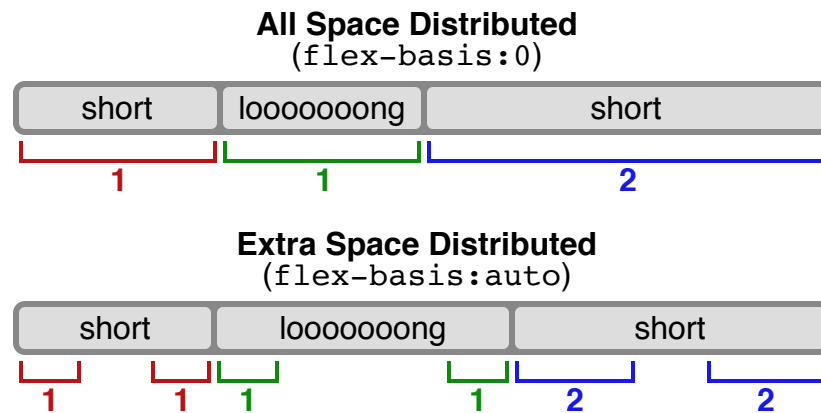 All Space Distributed
(flex-basis:0)
short looooooong short
1 1 2
Extra Space Distributed
(flex-basis:auto)
short looooooong short
1 1 1 1 2 2